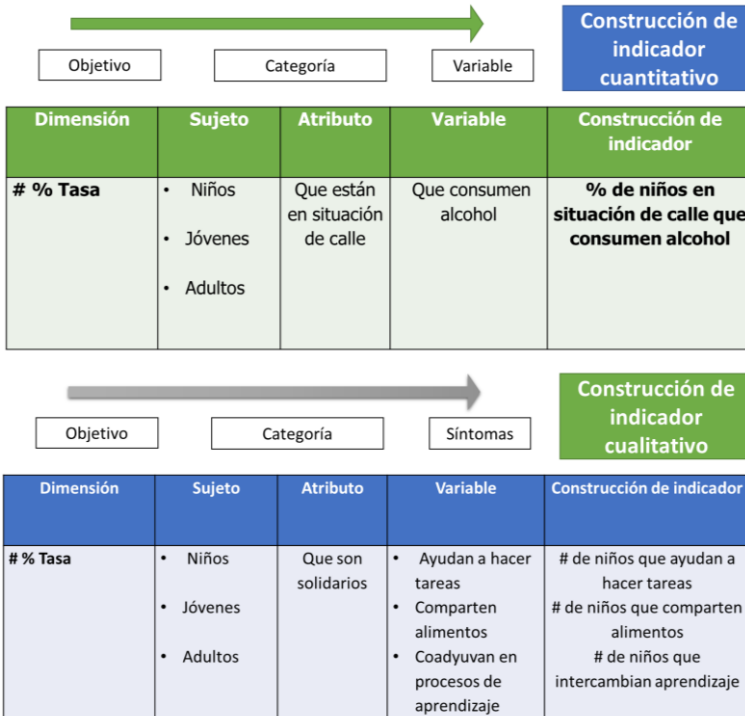 Construcción de
indicador
cuantitativo
Objetivo
Categoría
Variable
Dimensión
Sujeto
Atributo
Variable
Construcción de
indicador
# % Tasa
• Niños
• Jóvenes
• Adultos
Que están
en situación
de calle
Que consumen
alcohol
% de niños en
situación de calle que
consumen alcohol
Construcción de
indicador
cualitativo
Objetivo
Categoría
Síntomas
Dimensión
Sujeto
Atributo
Variable
Construcción de indicador
# % Tasa
• Niños
• Jóvenes
• Adultos
Que son
solidarios
• Ayudan a hacer
tareas
• Comparten
alimentos
• Coadyuvan en
procesos de
aprendizaje
# de niños que ayudan a
hacer tareas
# de niños que comparten
alimentos
# de niños que
intercambian aprendizaje